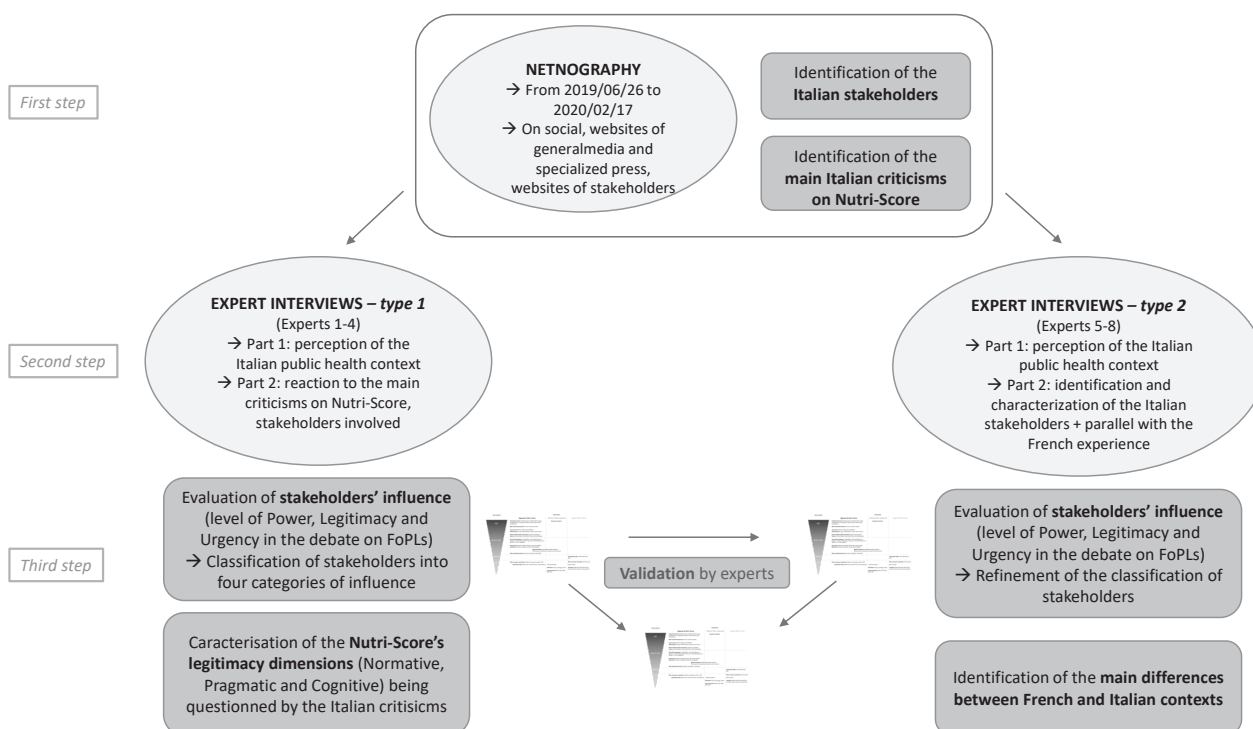 First step
NETNOGRAPHY
→ From 2019/06/26 to
2020/02/17
→ On social, websites of
generalmedia and
specialized press,
websites of stakeholders
Identification of the
Italian stakeholders
Identification of the
main Italian criticisms
on Nutri-Score
Second step
EXPERT INTERVIEWS – type 1
(Experts 1-4)
→ Part 1: perception of the
Italian public health context
→ Part 2: reaction to the main
criticisms on Nutri-Score,
stakeholders involved
EXPERT INTERVIEWS – type 2
(Experts 5-8)
→ Part 1: perception of the Italian
public health context
→ Part 2: identification and
characterization of the Italian
stakeholders + parallel with the
French experience
Third step
Evaluation of stakeholders’ influence
(level of Power, Legitimacy and
Urgency in the debate on FoPLs)
→ Classification of stakeholders into
four categories of influence
Validation by experts
Evaluation of stakeholders’ influence
(level of Power, Legitimacy and
Urgency in the debate on FoPLs)
→ Refinement of the classification of
stakeholders
Caracterisation of the Nutri-Score’s
legitimacy dimensions (Normative,
Pragmatic and Cognitive) being
questionned by the Italian critisicms
Identification of the main differences
between French and Italian contexts